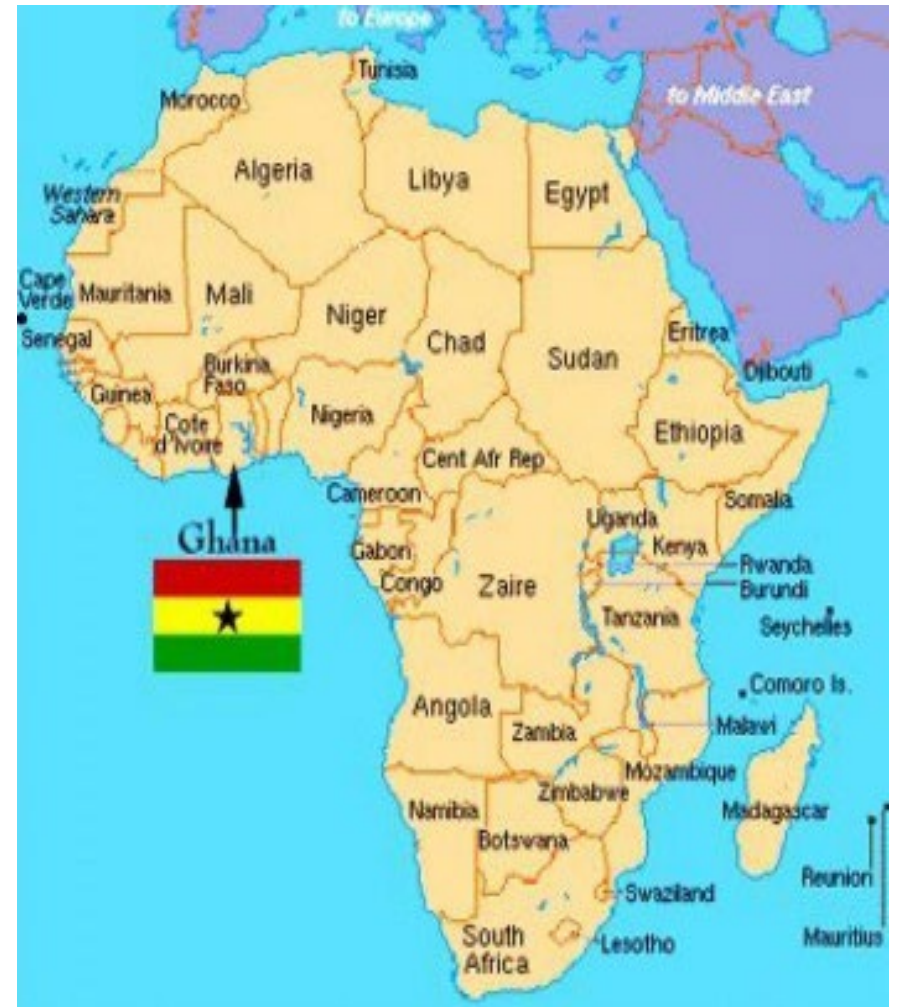 to Europe
Tunisia
to Middle East
Morocco
Algeria
Libya
Egypt
Western
Sahara
Cape
Verde
Mauritania
Mali
Niger
Chad
Sudan
Eritrea
Senegal
Djibouti
Burkina
Faso
Guinea
Nigeria
Cote
d'Ivoire
Ethiopia
Cent Afr Rep
Cameroon
Somalia
Uganda
Ghana
Gabon
Kenya
Rwanda
Congo
Zaire
Burundi
Tanzania
Seychelles
Comoro Is.
Angola
Zambia
Malawi
Mozambique
Zimbabwe
Namibia
Madagascar
Botswana
Reunion
Swaziland
South
Africa
Lesotho
Mauritius